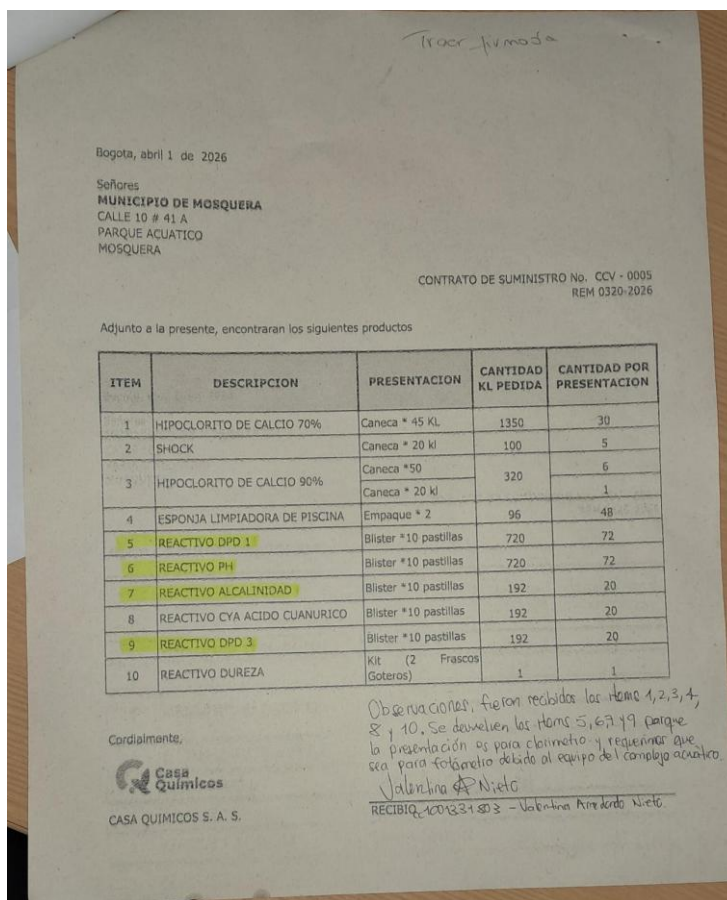 Traer firmada
Bogota, abril 1 de 2026
Señores
MUNICIPIO DE MOSQUERA
CALLE 10 # 41 A
PARQUE ACUATICO
MOSQUERA
CONTRATO DE SUMINISTRO No. CCV - 0005
REM 0320-2026
Adjunto a la presente, encontraran los siguientes productos
ITEM DESCRIPCION PRESENTACION CANTIDAD KL PEDIDA CANTIDAD POR PRESENTACION
1 HIPOCLORITO DE CALCIO 70% Caneca * 45 KL 1350 30
2 SHOCK Caneca * 20 kl 100 5
3 HIPOCLORITO DE CALCIO 90% Caneca *50 320 6
Caneca * 20 kl 1
4 ESPONJA LIMPIADORA DE PISCINA Empaque * 2 96 48
5 REACTIVO DPD 1 Blister *10 pastillas 720 72
6 REACTIVO PH Blister *10 pastillas 720 72
7 REACTIVO ALCALINIDAD Blister *10 pastillas 192 20
8 REACTIVO CYA ACIDO CUANURICO Blister *10 pastillas 192 20
9 REACTIVO DPD 3 Blister *10 pastillas 192 20
10 REACTIVO DUREZA Kit (2 Frascos Goteros) 1 1
Observaciones, fueron recibidos los items 1,2,3,4,
8 y 10. Se devuelven los items 5,6,7 y 9 porque
la presentación es para clorimetro y requerimos que
sea para fotómetro debido al equipo del complejo acuático.
Valentina A Nieto
RECIBIO 1001331803 - Valentina Arredondo Nieto
Cordialmente,
Casa
Químicos
CASA QUIMICOS S. A. S.